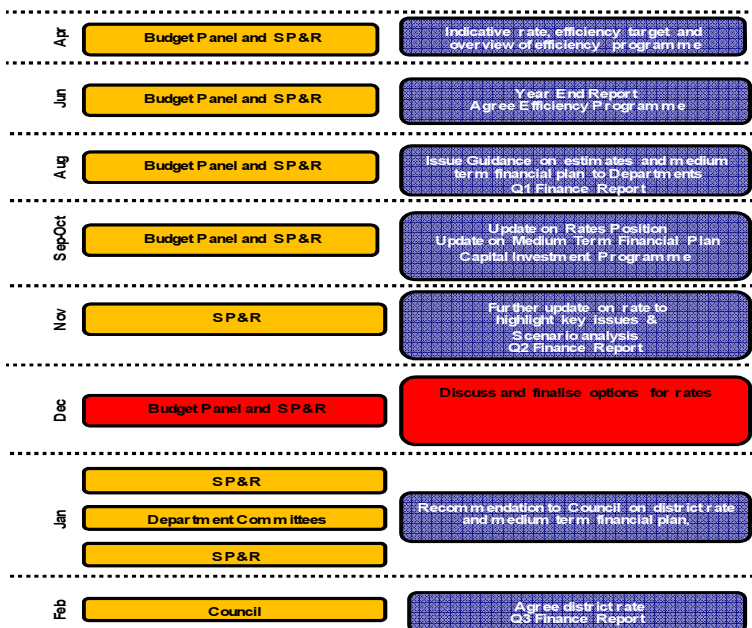 Apr
Budget Panel and SP&R
Indicative rate, efficiency target and
overview of efficiency programme
Jun
Budget Panel and SP&R
Year End Report
Agree Efficiency Programme
Aug
Budget Panel and SP&R
Issue Guidance on estimates and medium
term financial plan to Departments
Q1 Finance Report
Sep-Oct
Budget Panel and SP&R
Update on Rates Position
Update on Medium Term Financial Plan
Capital Investment Programme
Nov
SP&R
Further update on rate to
highlight key issues &
Scenario analysis
Q2 Finance Report
Dec
Budget Panel and SP&R
Discuss and finalise options for rates
Jan
SP&R
Department Committees
SP&R
Recommendation to Council on district rate
and medium term financial plan.
Feb
Council
Agree district rate
Q3 Finance Report